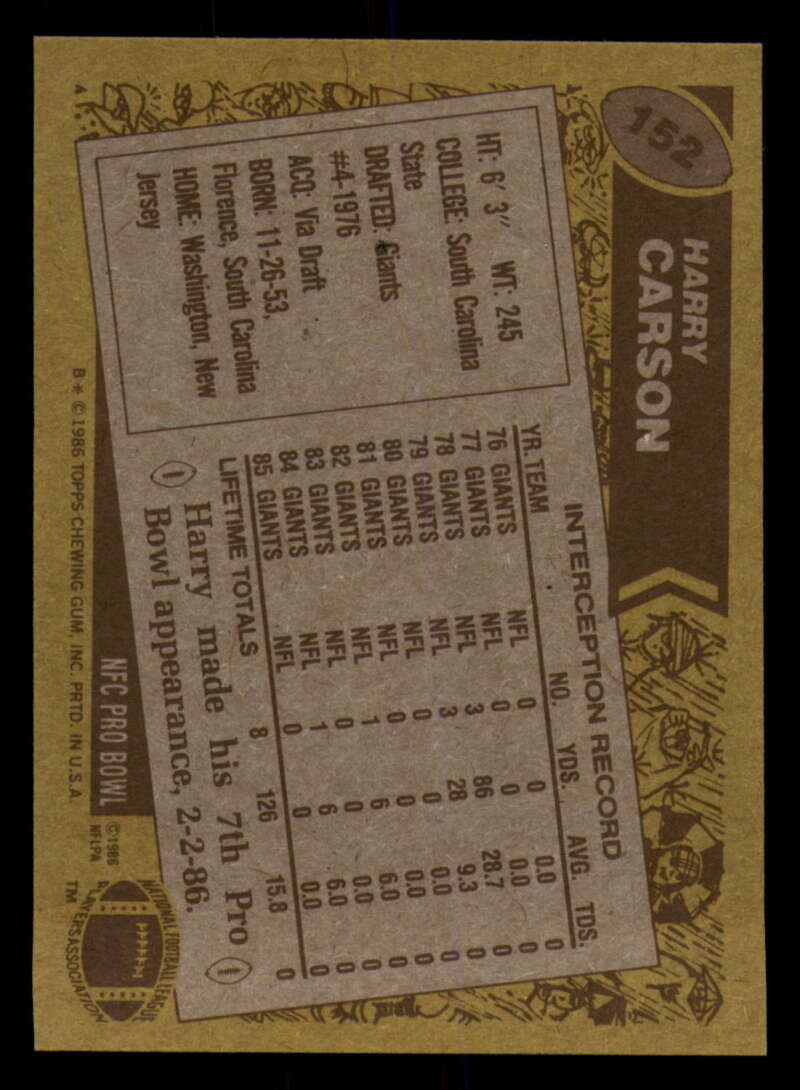 152
HARRY
CARSON
HT: 6' 3" WT: 245
COLLEGE: South Carolina
State
DRAFTED: Giants
#4-1976
ACQ: Via Draft
BORN: 11-26-53,
Florence, South Carolina
HOME: Washington, New
Jersey
INTERCEPTION RECORD
YR. TEAM NO. YDS. AVG. TDS.
76 GIANTS NFL 0 0 0.0 0
77 GIANTS NFL 0 0 0.0 0
78 GIANTS NFL 3 86 28.7 0
79 GIANTS NFL 3 28 9.3 0
80 GIANTS NFL 0 0 0.0 0
81 GIANTS NFL 0 0 0.0 0
82 GIANTS NFL 1 6 6.0 0
83 GIANTS NFL 0 0 0.0 0
84 GIANTS NFL 1 6 6.0 0
85 GIANTS NFL 0 0 0.0 0
LIFETIME TOTALS 8 126 15.8 0
Harry made his 7th Pro
Bowl appearance, 2-2-86.
NFC PRO BOWL
B * © 1986 TOPPS CHEWING GUM, INC. PRTD. IN U.S.A.
© 1986
NFLPA
NATIONAL FOOTBALL LEAGUE
PLAYERS ASSOCIATION
TM